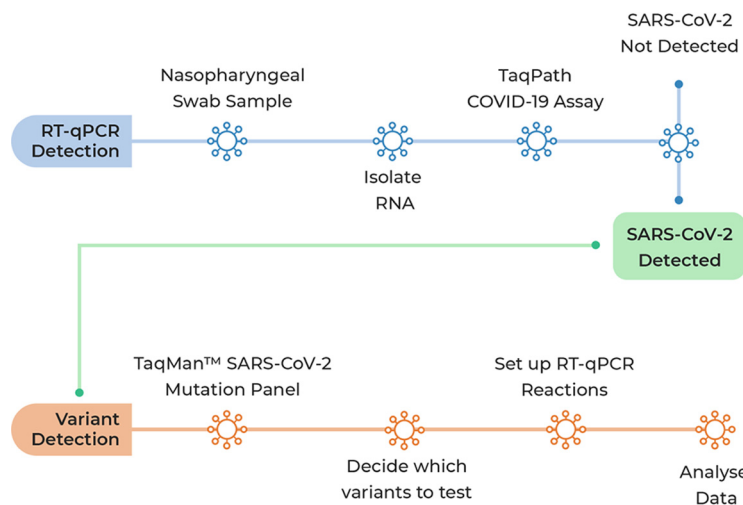 SARS-CoV-2
Not Detected
Nasopharyngeal
Swab Sample
TaqPath
COVID-19 Assay
RT-qPCR
Detection
Isolate
RNA
SARS-CoV-2
Detected
TaqMan™ SARS-CoV-2
Mutation Panel
Set up RT-qPCR
Reactions
Variant
Detection
Decide which
variants to test
Analyse
Data